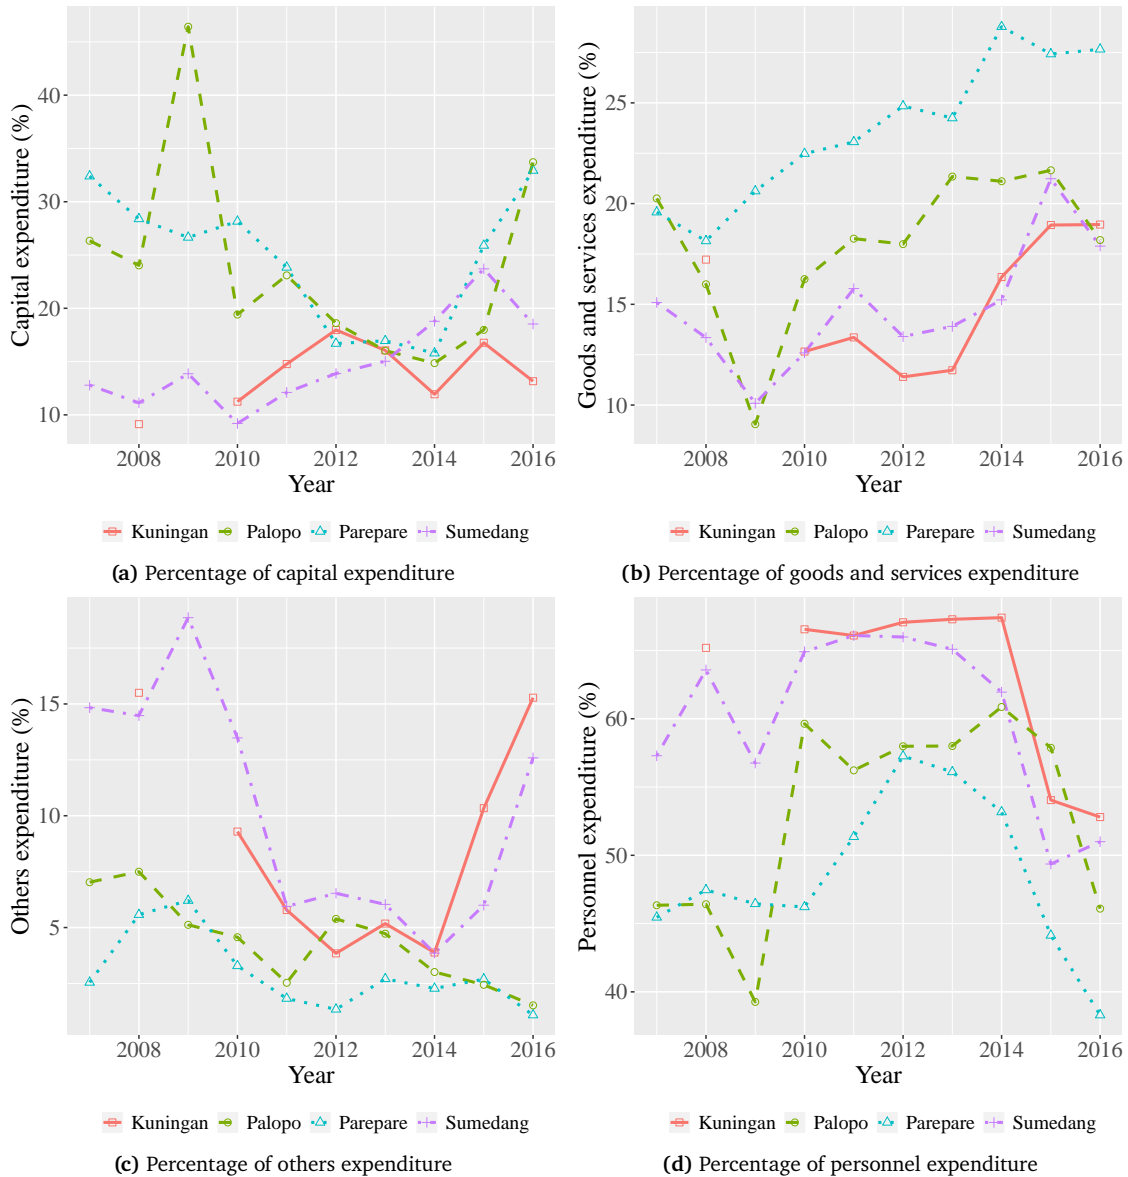 Capital expenditure (%)
40
30
20
10
2008 2010 2012 2014 2016
Year
Kuningan Palopo Parepare Sumedang
(a) Percentage of capital expenditure
Goods and services expenditure (%)
25
20
15
10
2008 2010 2012 2014 2016
Year
Kuningan Palopo Parepare Sumedang
(b) Percentage of goods and services expenditure
Others expenditure (%)
15
10
5
2008 2010 2012 2014 2016
Year
Kuningan Palopo Parepare Sumedang
(c) Percentage of others expenditure
Personnel expenditure (%)
60
50
40
2008 2010 2012 2014 2016
Year
Kuningan Palopo Parepare Sumedang
(d) Percentage of personnel expenditure